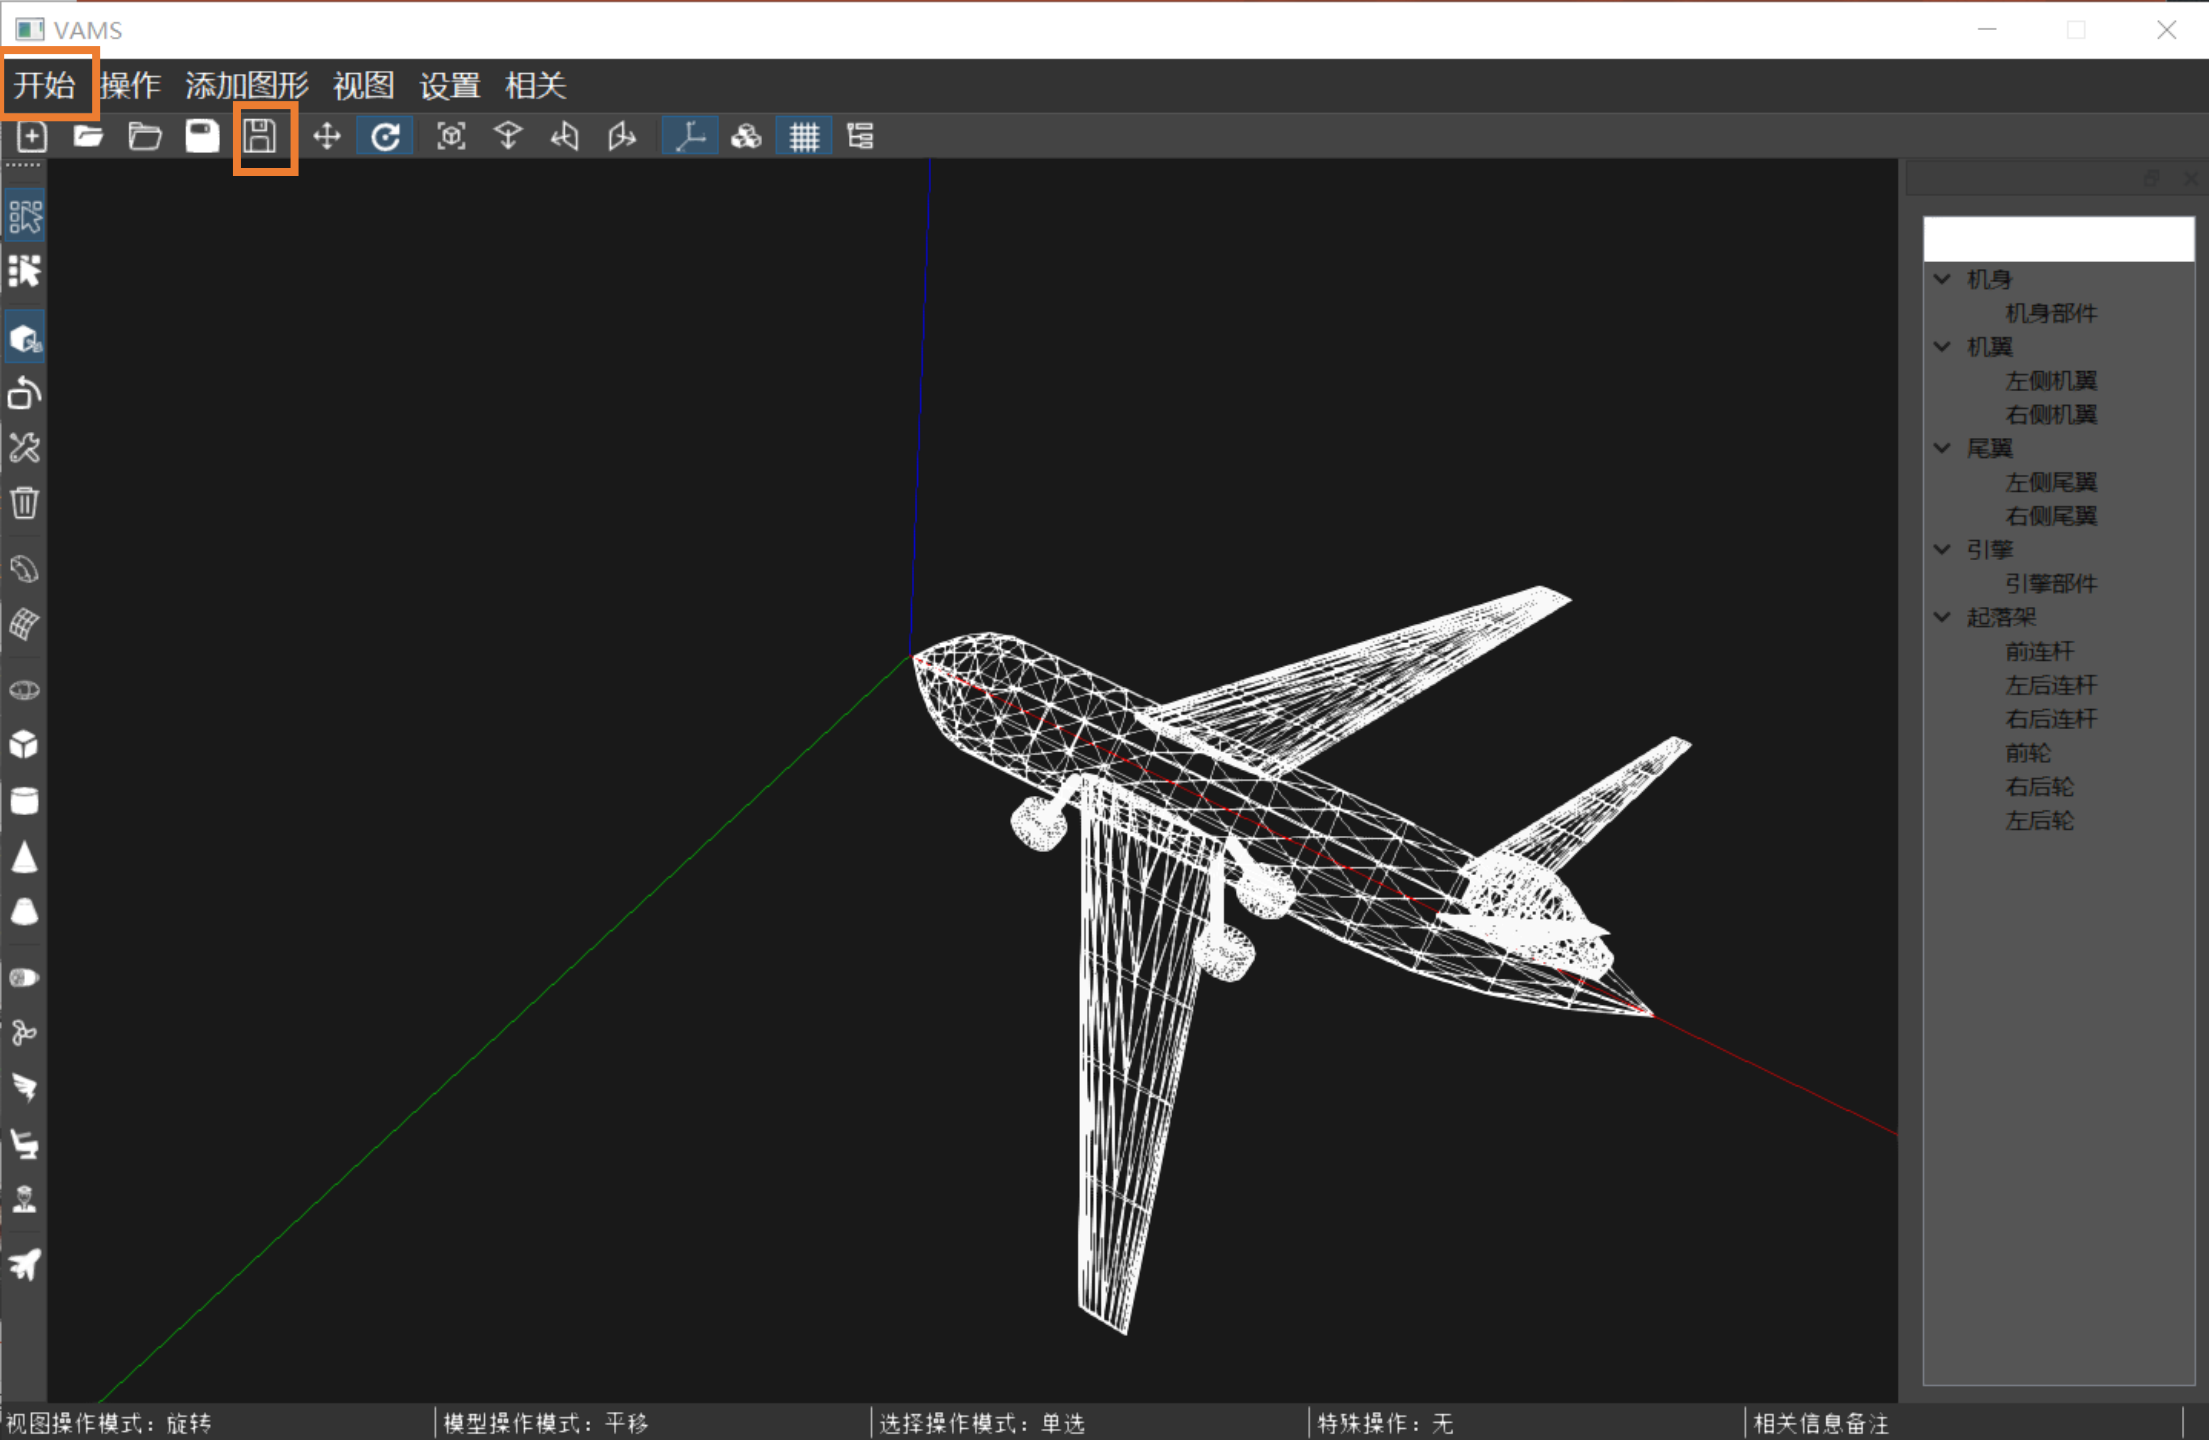 VAMS
开始 操作 添加图形 视图 设置 相关
机身
机身部件
机翼
左侧机翼
右侧机翼
尾翼
左侧尾翼
右侧尾翼
引擎
引擎部件
起落架
前连杆
左后连杆
右后连杆
前轮
右后轮
左后轮
视图操作模式：旋转 模型操作模式：平移 选择操作模式：单选 特殊操作：无 相关信息备注